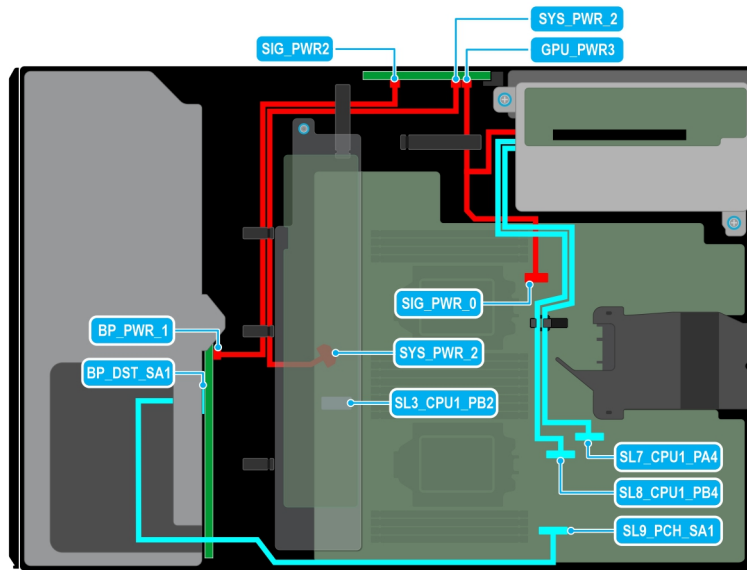 SYS_PWR_2
SIG_PWR2
GPU_PWR3
SIG_PWR_0
BP_PWR_1
SYS_PWR_2
BP_DST_SA1
SL3_CPU1_PB2
SL7_CPU1_PA4
SL8_CPU1_PB4
SL9_PCH_SA1